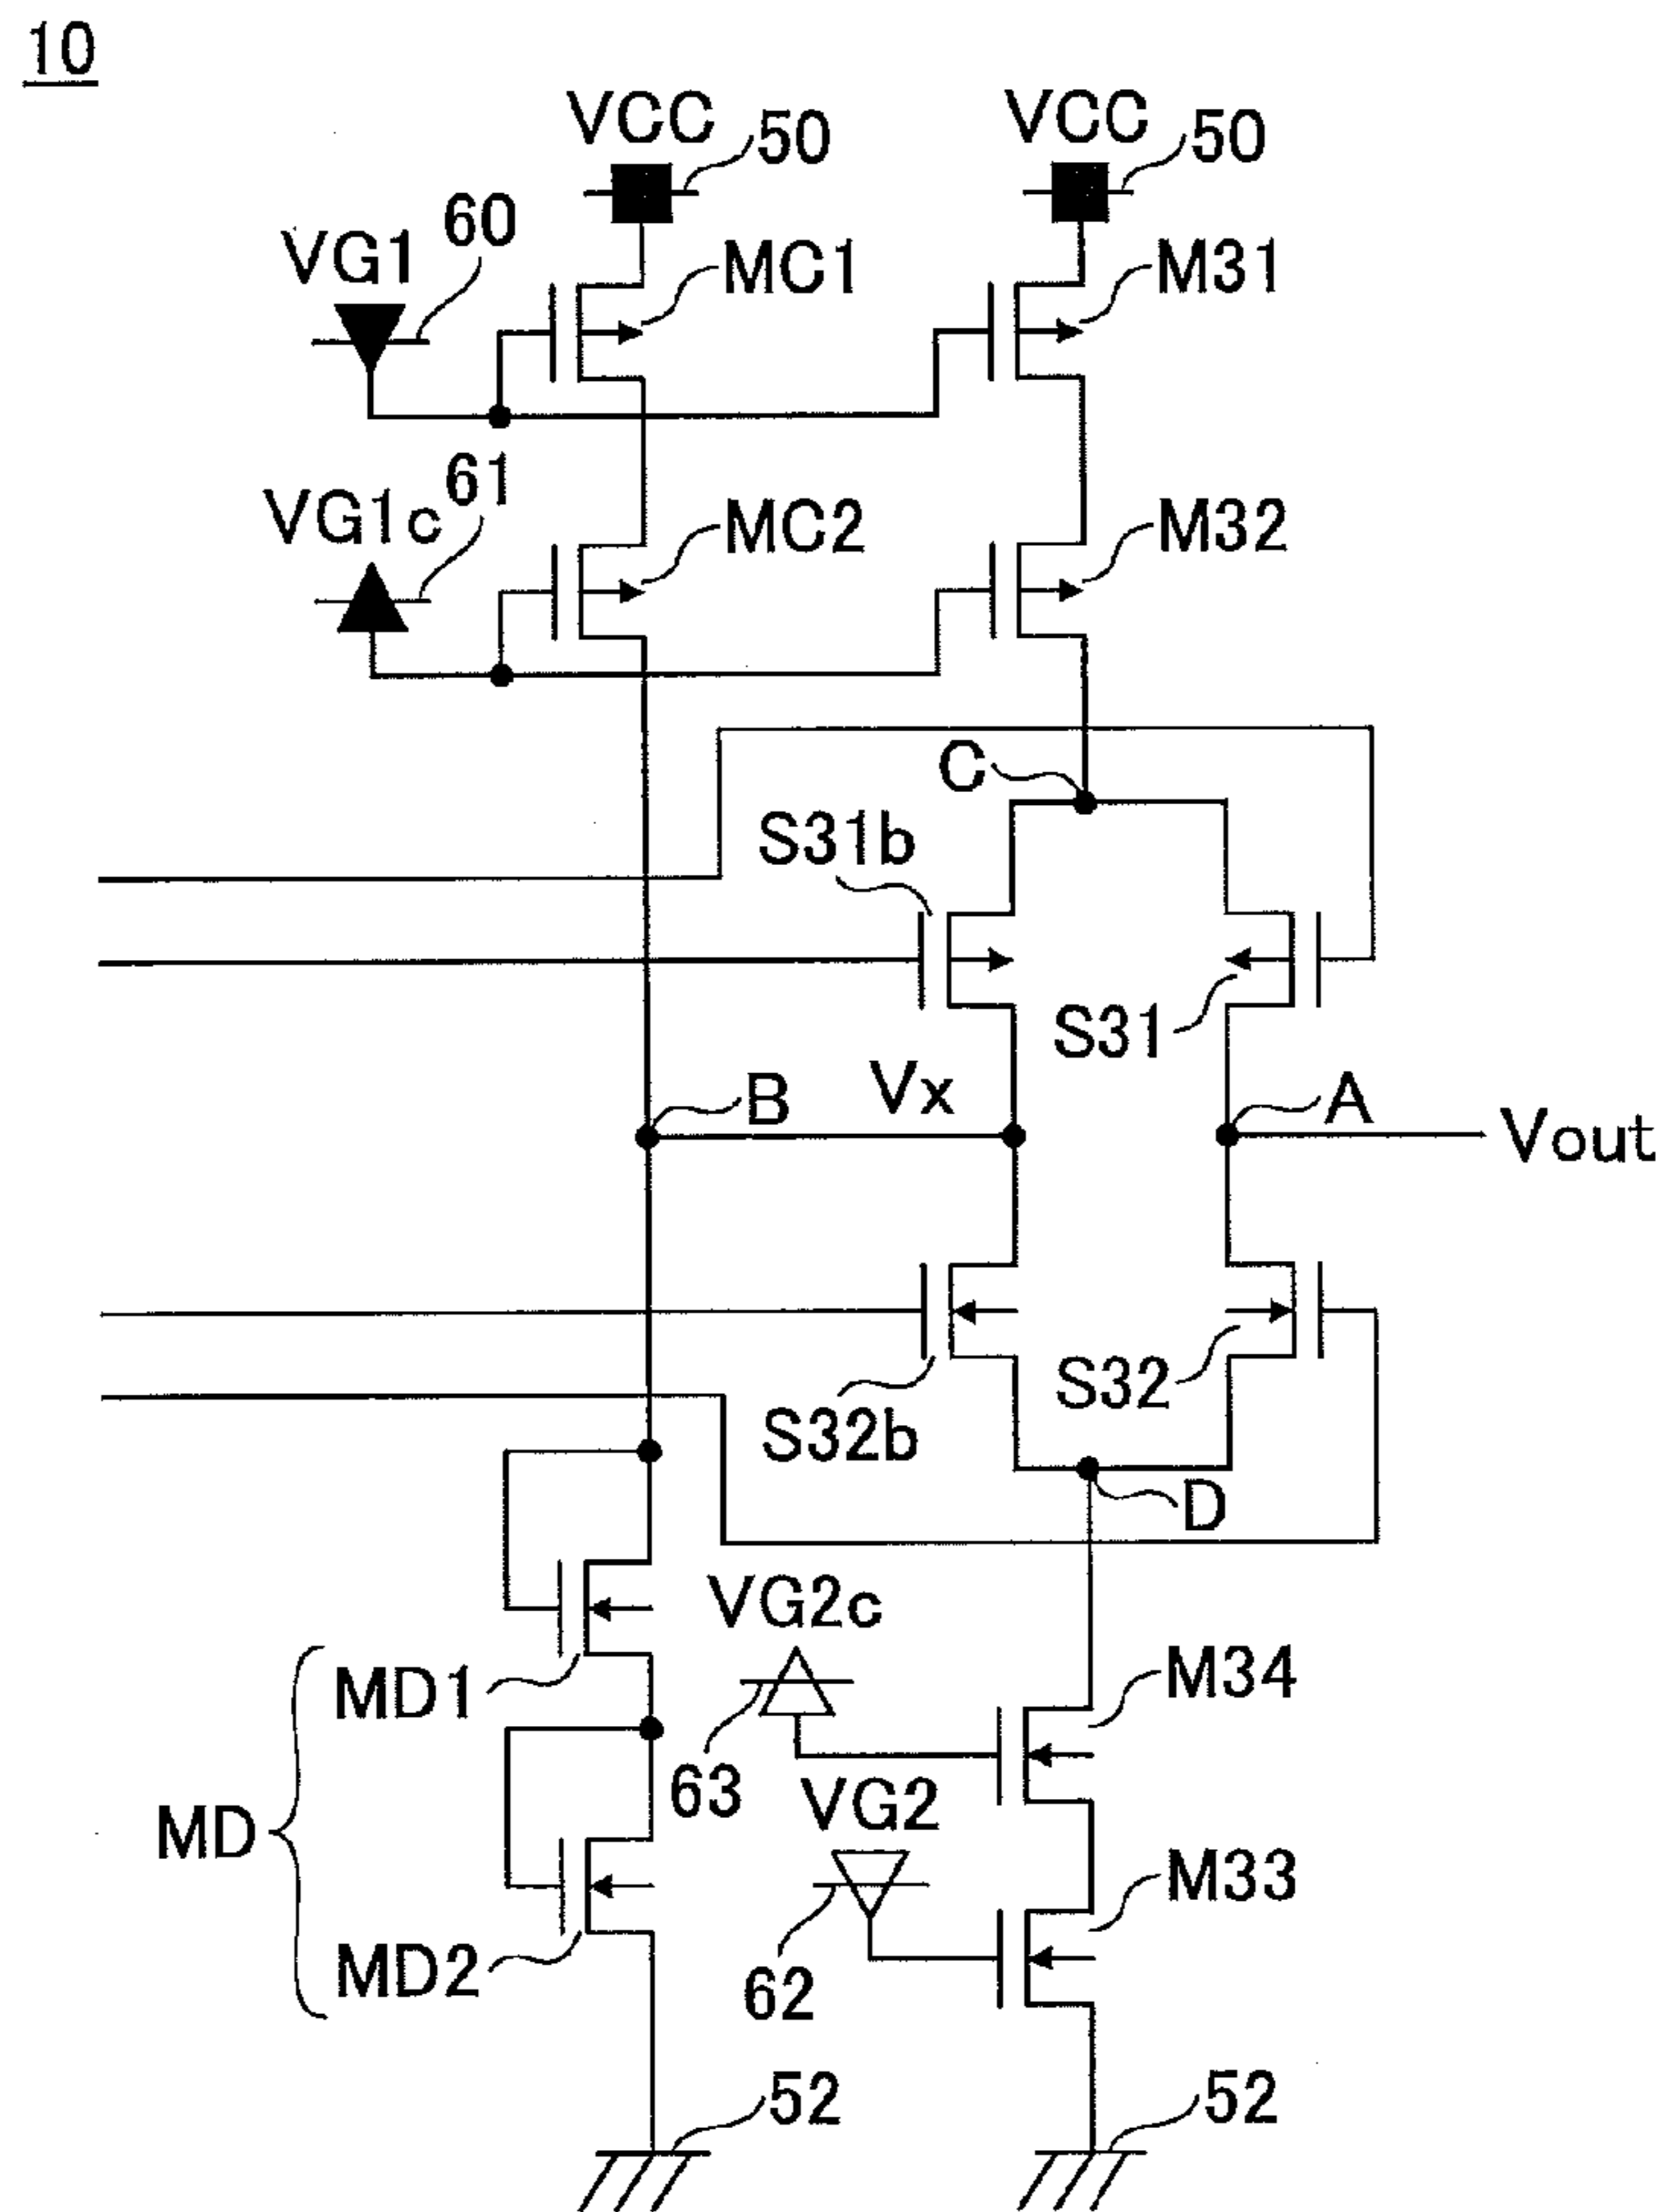 10
VCC 50 VCC 50
VG1 60 MC1 M31
VG1c 61 MC2 M32
C
S31b
S31
B Vx A Vout
S32b S32
D
MD1 VG2c M34
63
MD VG2
M33
MD2 62
52 52